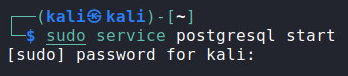 ┌──(kali㉿kali)-[~]
└─$ sudo service postgresql start
[sudo] password for kali: